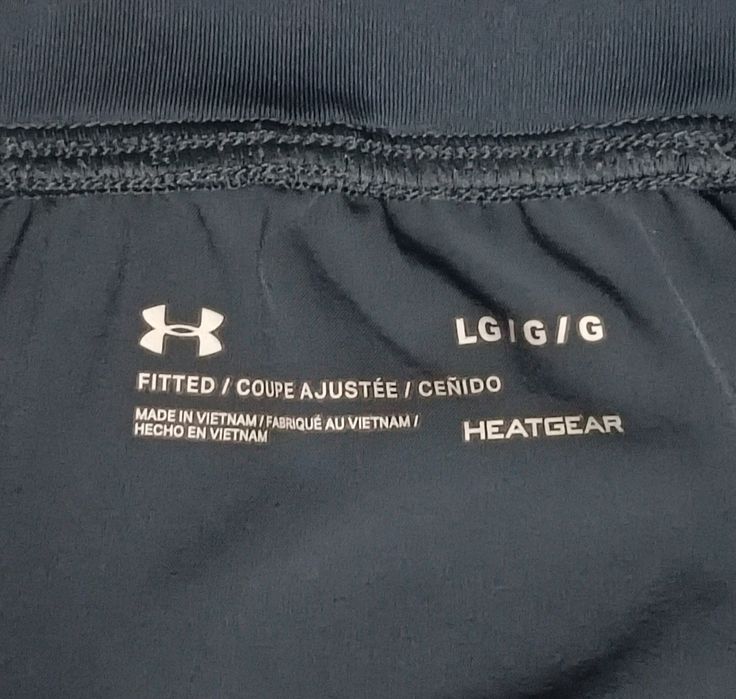 LG / G / G
FITTED / COUPE AJUSTÉE / CEÑIDO
MADE IN VIETNAM / FABRIQUÉ AU VIETNAM /
HECHO EN VIETNAM
HEATGEAR